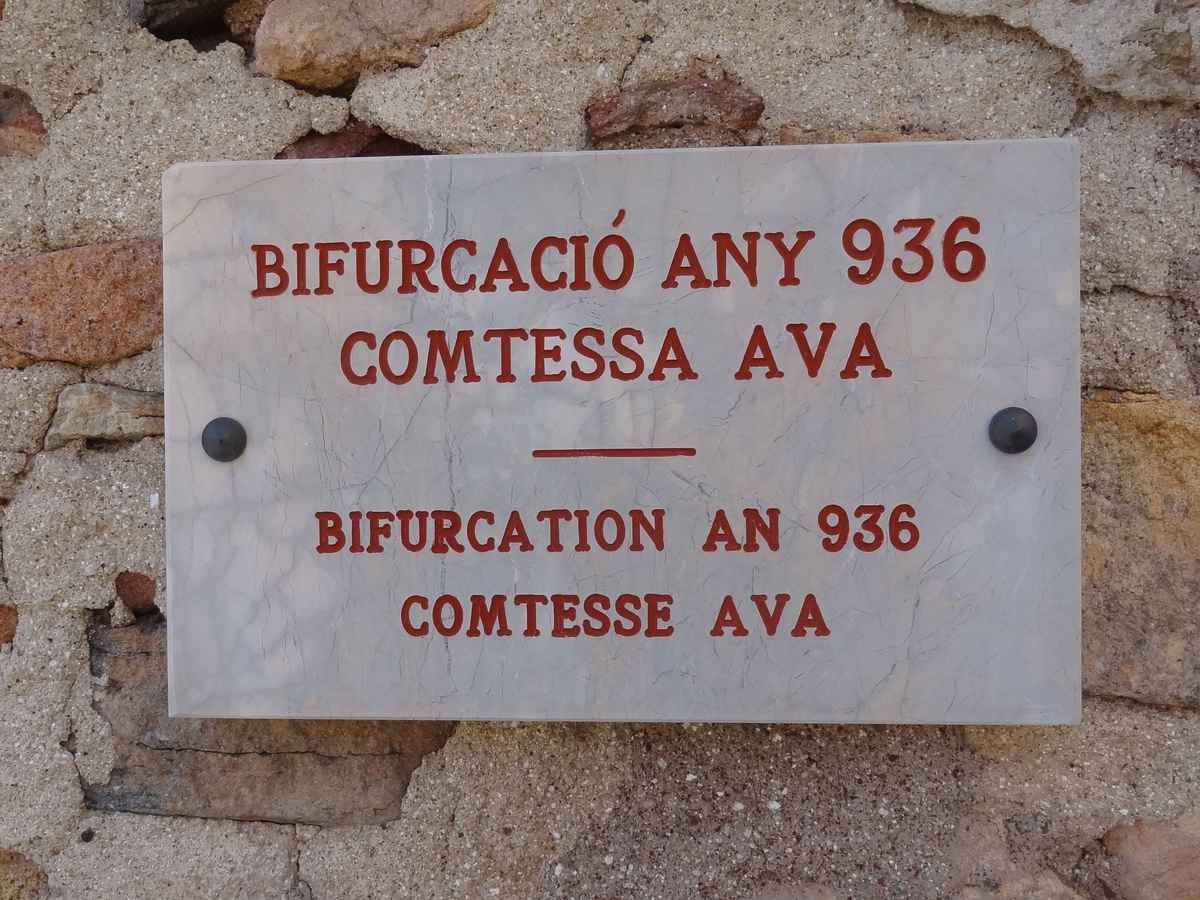 BIFURCACIÓ ANY 936
COMTESSA AVA
BIFURCATION AN 936
COMTESSE AVA